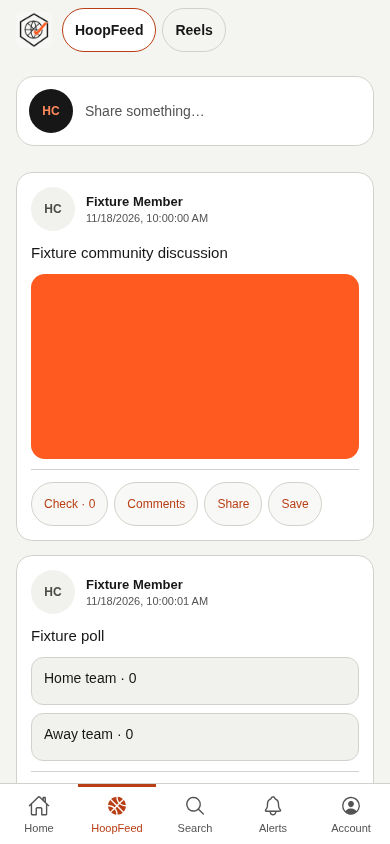 HoopFeed
Reels
HC
Share something…
HC
Fixture Member
11/18/2026, 10:00:00 AM
Fixture community discussion
Check · 0
Comments
Share
Save
HC
Fixture Member
11/18/2026, 10:00:01 AM
Fixture poll
Home team · 0
Away team · 0
Home
HoopFeed
Search
Alerts
Account